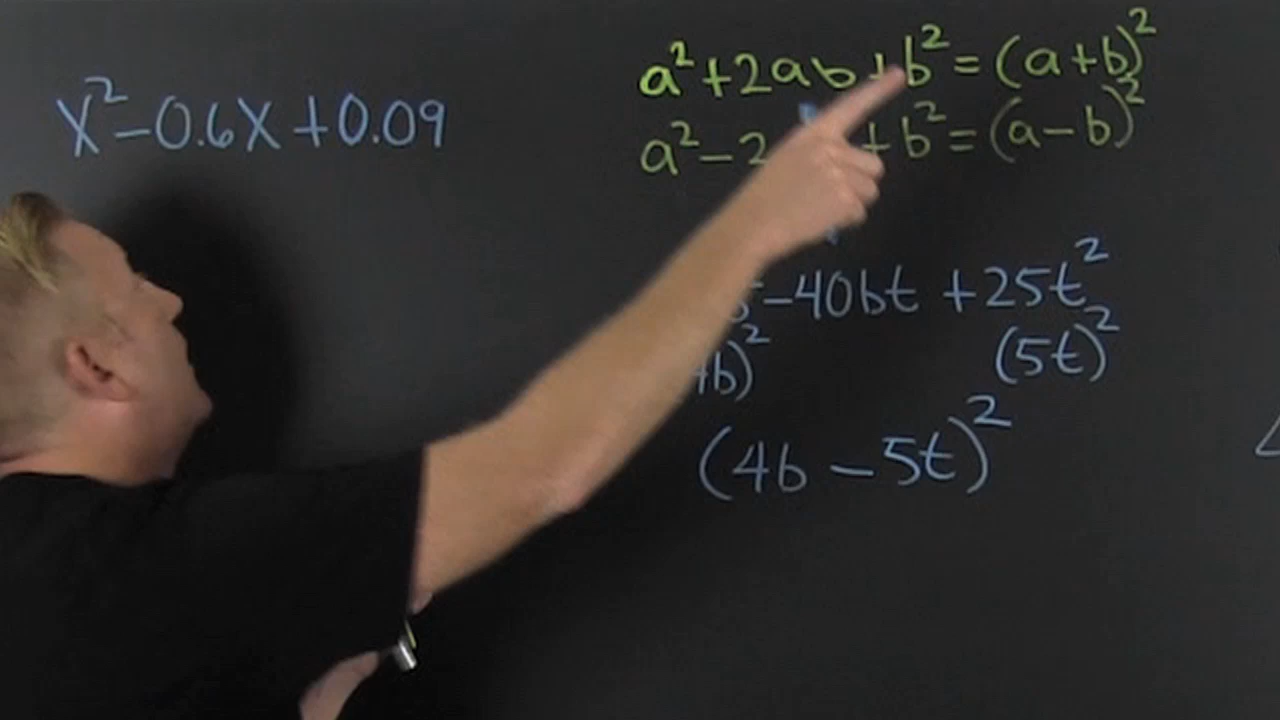 x²-0.6x+0.09
a²+2ab+b²=(a+b)²
a²-2 +b²=(a-b)²
-40bt +25t²
b)² (5t)²
(4b-5t)²